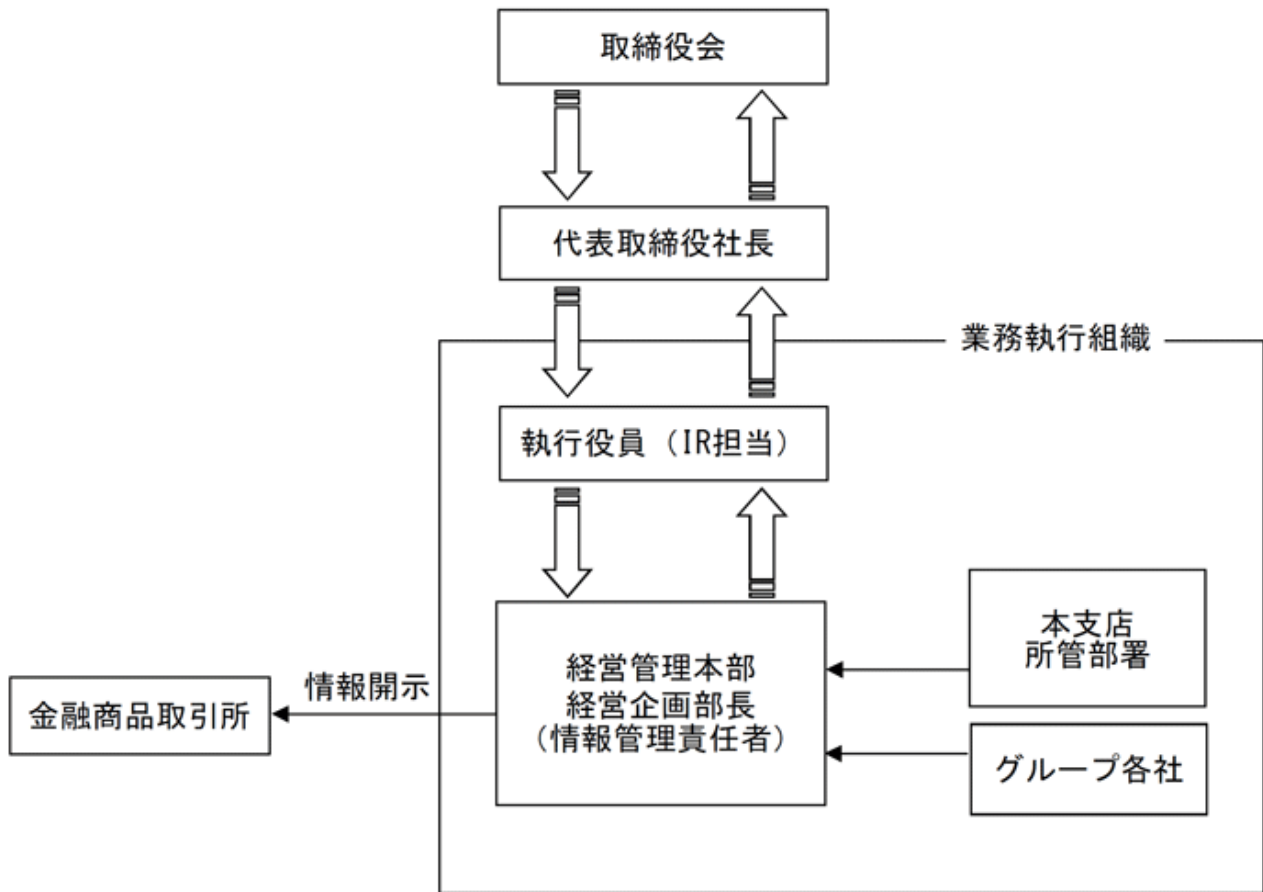 取締役会
代表取締役社長
業務執行組織
執行役員（IR担当）
本支店
所管部署
経営管理本部
経営企画部長
（情報管理責任者）
情報開示
金融商品取引所
グループ各社